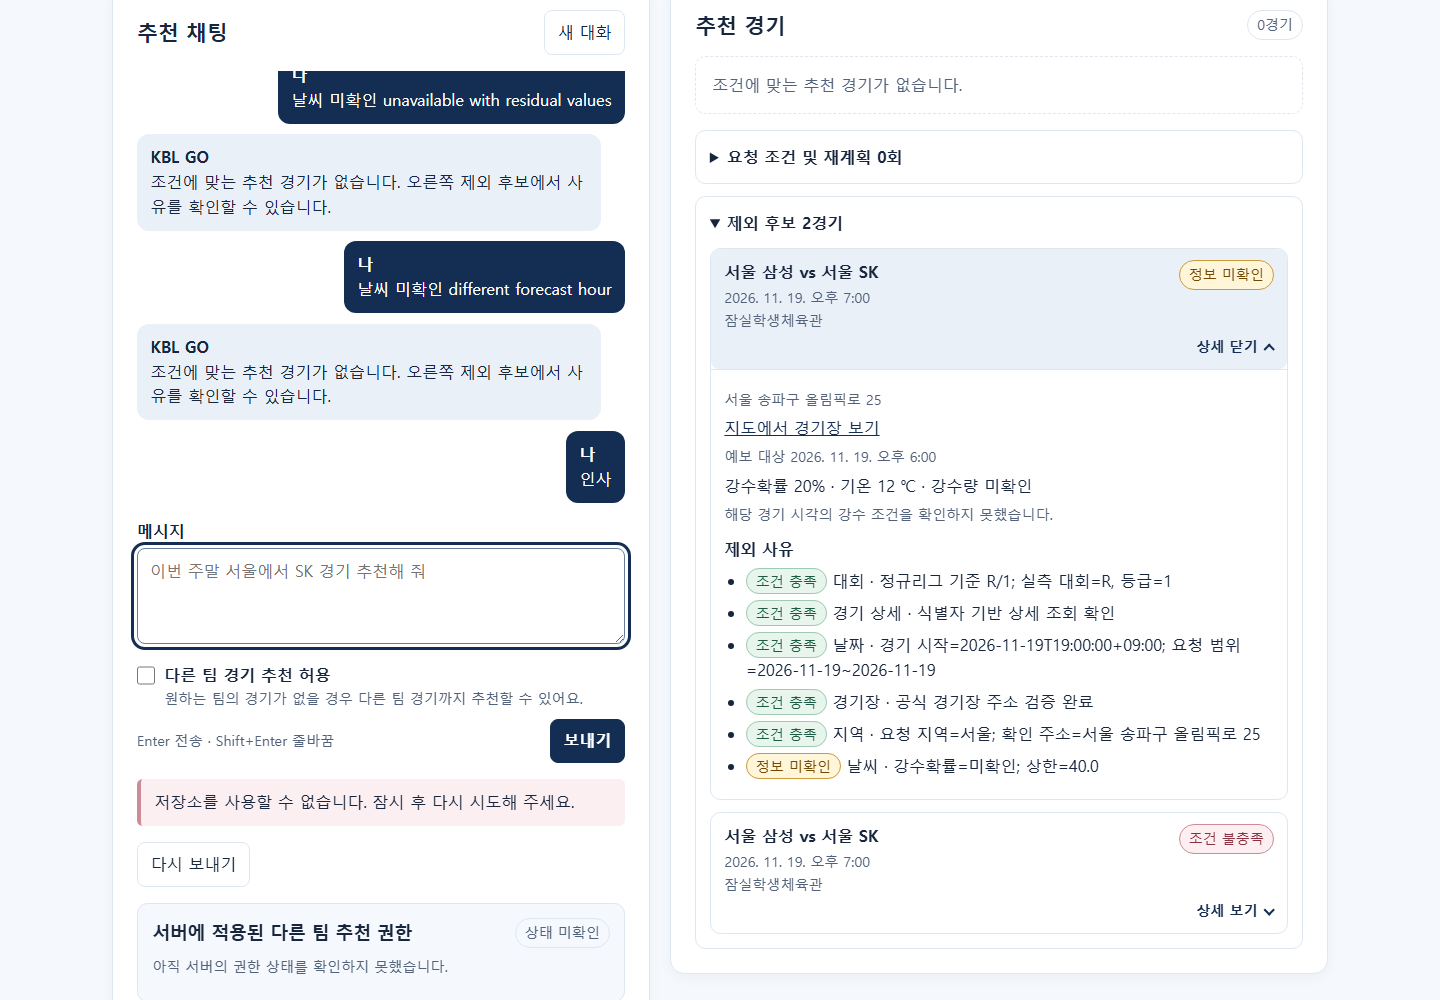 추천 채팅
새 대화
나
날씨 미확인 unavailable with residual values
KBL GO
조건에 맞는 추천 경기가 없습니다. 오른쪽 제외 후보에서 사
유를 확인할 수 있습니다.
나
날씨 미확인 different forecast hour
KBL GO
조건에 맞는 추천 경기가 없습니다. 오른쪽 제외 후보에서 사
유를 확인할 수 있습니다.
나
인사
메시지
이번 주말 서울에서 SK 경기 추천해 줘
다른 팀 경기 추천 허용
원하는 팀의 경기가 없을 경우 다른 팀 경기까지 추천할 수 있어요.
Enter 전송 · Shift+Enter 줄바꿈
보내기
저장소를 사용할 수 없습니다. 잠시 후 다시 시도해 주세요.
다시 보내기
서버에 적용된 다른 팀 추천 권한
상태 미확인
아직 서버의 권한 상태를 확인하지 못했습니다.
추천 경기
0경기
조건에 맞는 추천 경기가 없습니다.
요청 조건 및 재계획 0회
제외 후보 2경기
서울 삼성 vs 서울 SK
정보 미확인
2026. 11. 19. 오후 7:00
잠실학생체육관
상세 닫기
서울 송파구 올림픽로 25
지도에서 경기장 보기
예보 대상 2026. 11. 19. 오후 6:00
강수확률 20% · 기온 12 ℃ · 강수량 미확인
해당 경기 시각의 강수 조건을 확인하지 못했습니다.
제외 사유
조건 충족 대회 · 정규리그 기준 R/1; 실측 대회=R, 등급=1
조건 충족 경기 상세 · 식별자 기반 상세 조회 확인
조건 충족 날짜 · 경기 시작=2026-11-19T19:00:00+09:00; 요청 범위
=2026-11-19~2026-11-19
조건 충족 경기장 · 공식 경기장 주소 검증 완료
조건 충족 지역 · 요청 지역=서울; 확인 주소=서울 송파구 올림픽로 25
정보 미확인 날씨 · 강수확률=미확인; 상한=40.0
서울 삼성 vs 서울 SK
조건 불충족
2026. 11. 19. 오후 7:00
잠실학생체육관
상세 보기